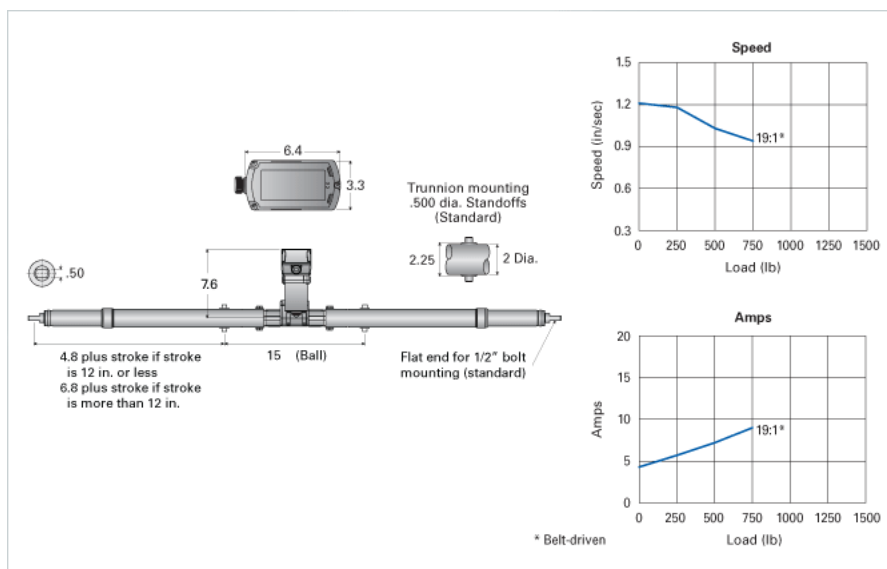 6.4
3.3
Trunnion mounting
.500 dia. Standoffs
(Standard)
2.25
2 Dia.
.50
7.6
4.8 plus stroke if stroke
is 12 in. or less
6.8 plus stroke if stroke
is more than 12 in.
15 (Ball)
Flat end for 1/2" bolt
mounting (standard)
Speed
Speed (in/sec)
1.5
1.2
0.9
0.6
0.3
19:1*
0 250 500 750 1000 1250 1500
Load (lb)
Amps
Amps
20
15
10
5
0
19:1*
0 250 500 750 1000 1250 1500
Load (lb)
* Belt-driven